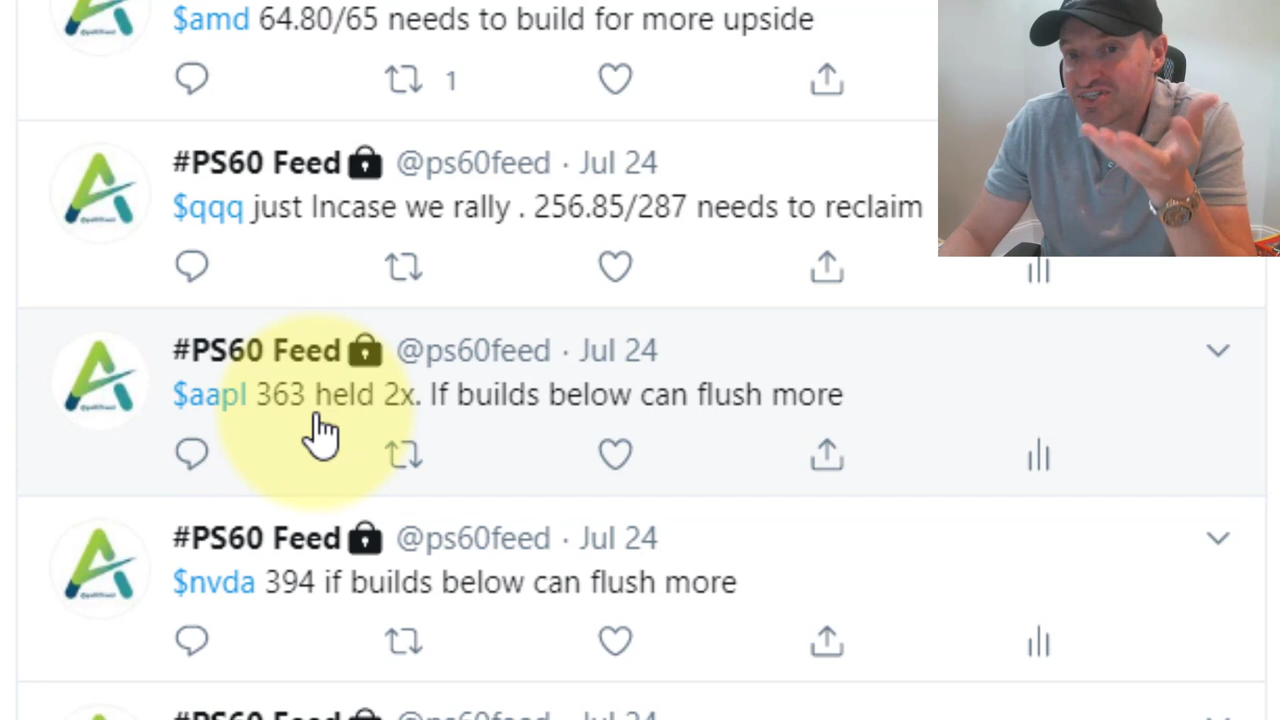 $amd 64.80/65 needs to build for more upside
1
#PS60 Feed @ps60feed · Jul 24
$qqq just Incase we rally . 256.85/287 needs to reclaim
#PS60 Feed @ps60feed · Jul 24
$aapl 363 held 2x. If builds below can flush more
#PS60 Feed @ps60feed · Jul 24
$nvda 394 if builds below can flush more
#PS60 Feed @ps60feed · Jul 24